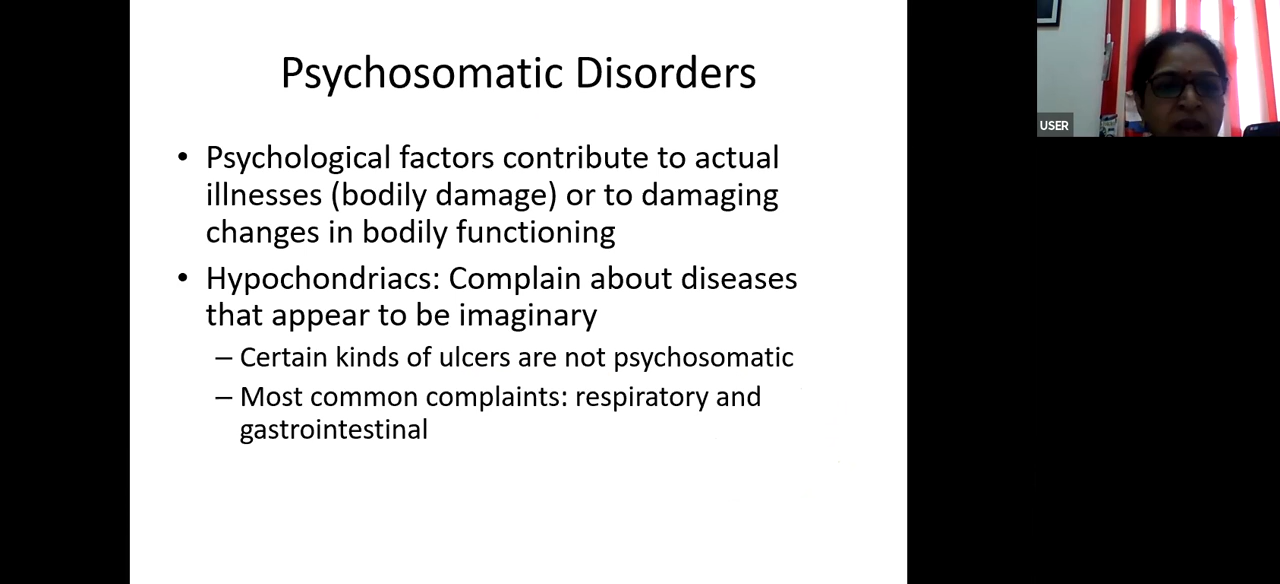 Psychosomatic Disorders
• Psychological factors contribute to actual
illnesses (bodily damage) or to damaging
changes in bodily functioning
• Hypochondriacs: Complain about diseases
that appear to be imaginary
– Certain kinds of ulcers are not psychosomatic
– Most common complaints: respiratory and
gastrointestinal
USER